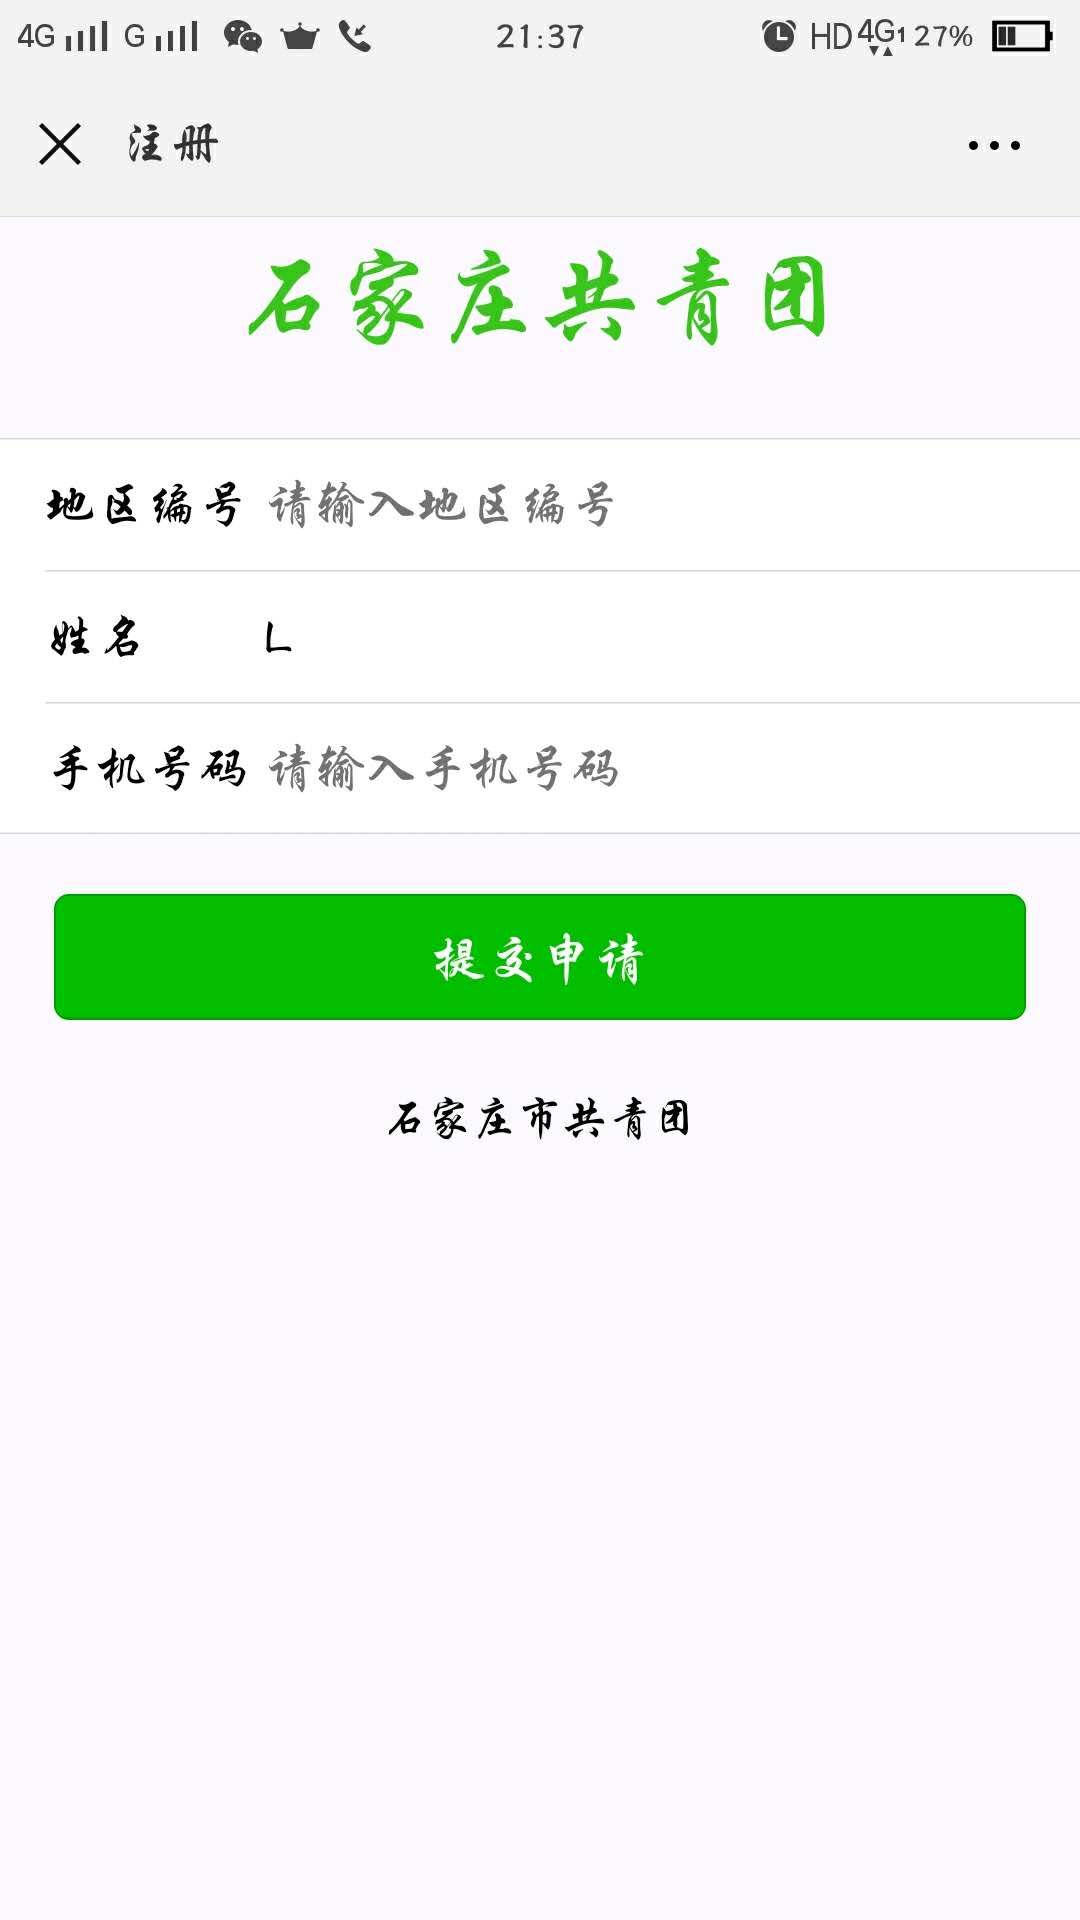 4G G 21:37 HD 4G1 27%
注册
石家庄共青团
地区编号 请输入地区编号
姓名 L
手机号码 请输入手机号码
提交申请
石家庄市共青团